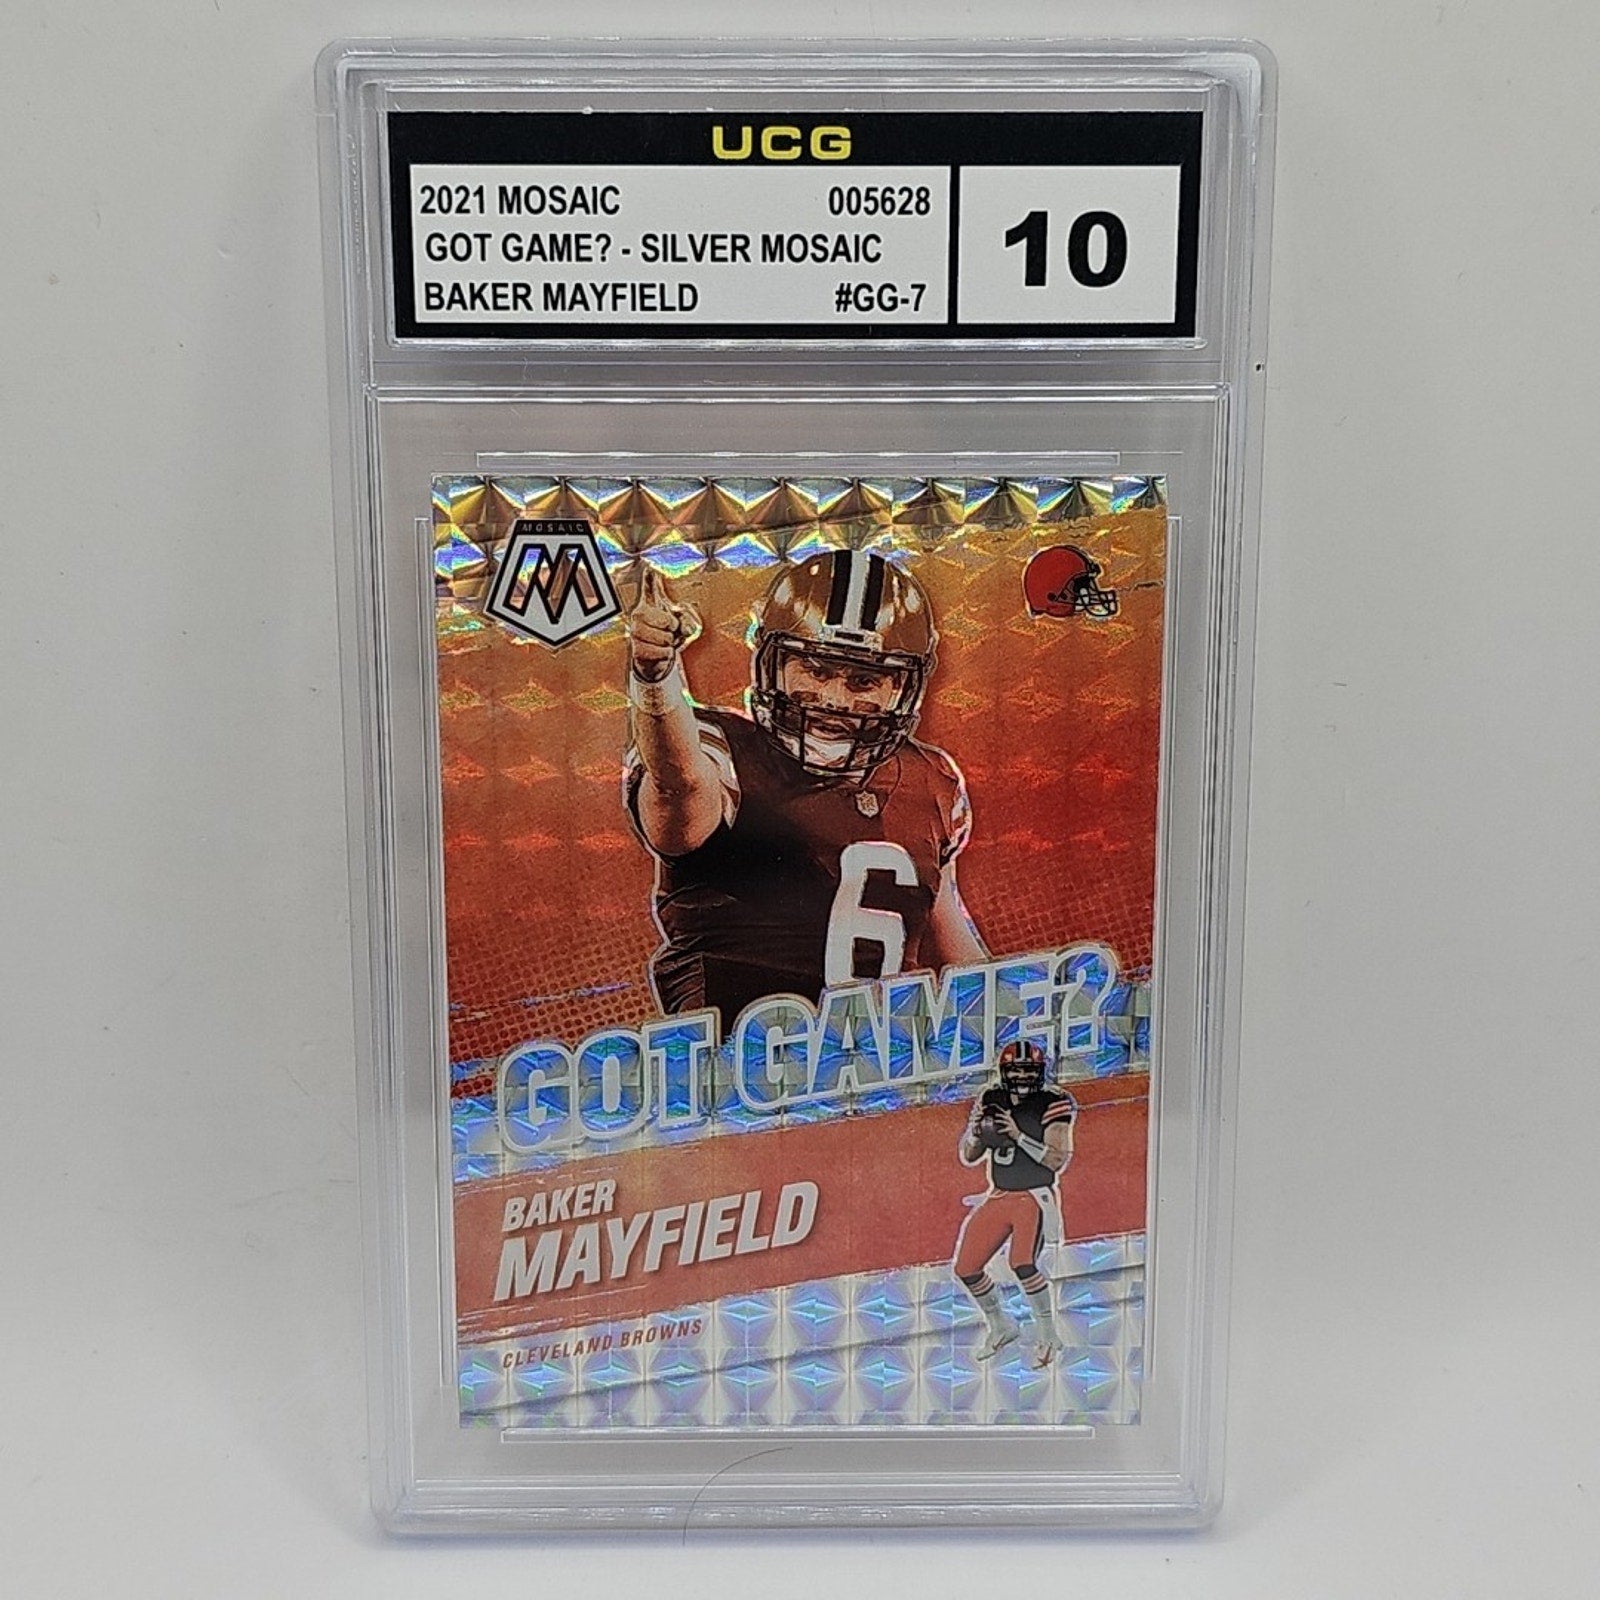 UCG
2021 MOSAIC 005628
GOT GAME? - SILVER MOSAIC
BAKER MAYFIELD #GG-7
10
MOSAIC
M
6
GOT GAME?
BAKER
MAYFIELD
CLEVELAND BROWNS